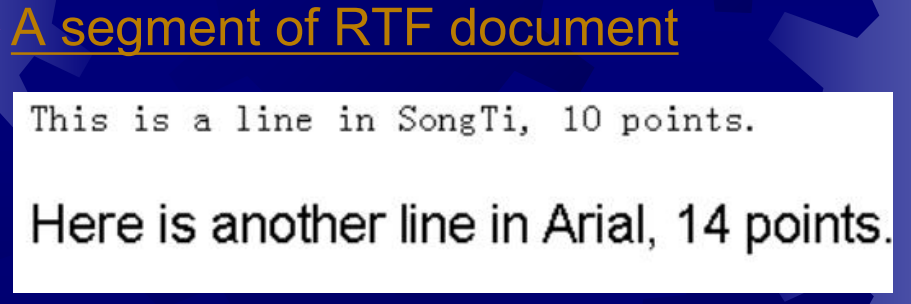 A segment of RTF document
This is a line in SongTi, 10 points.
Here is another line in Arial, 14 points.